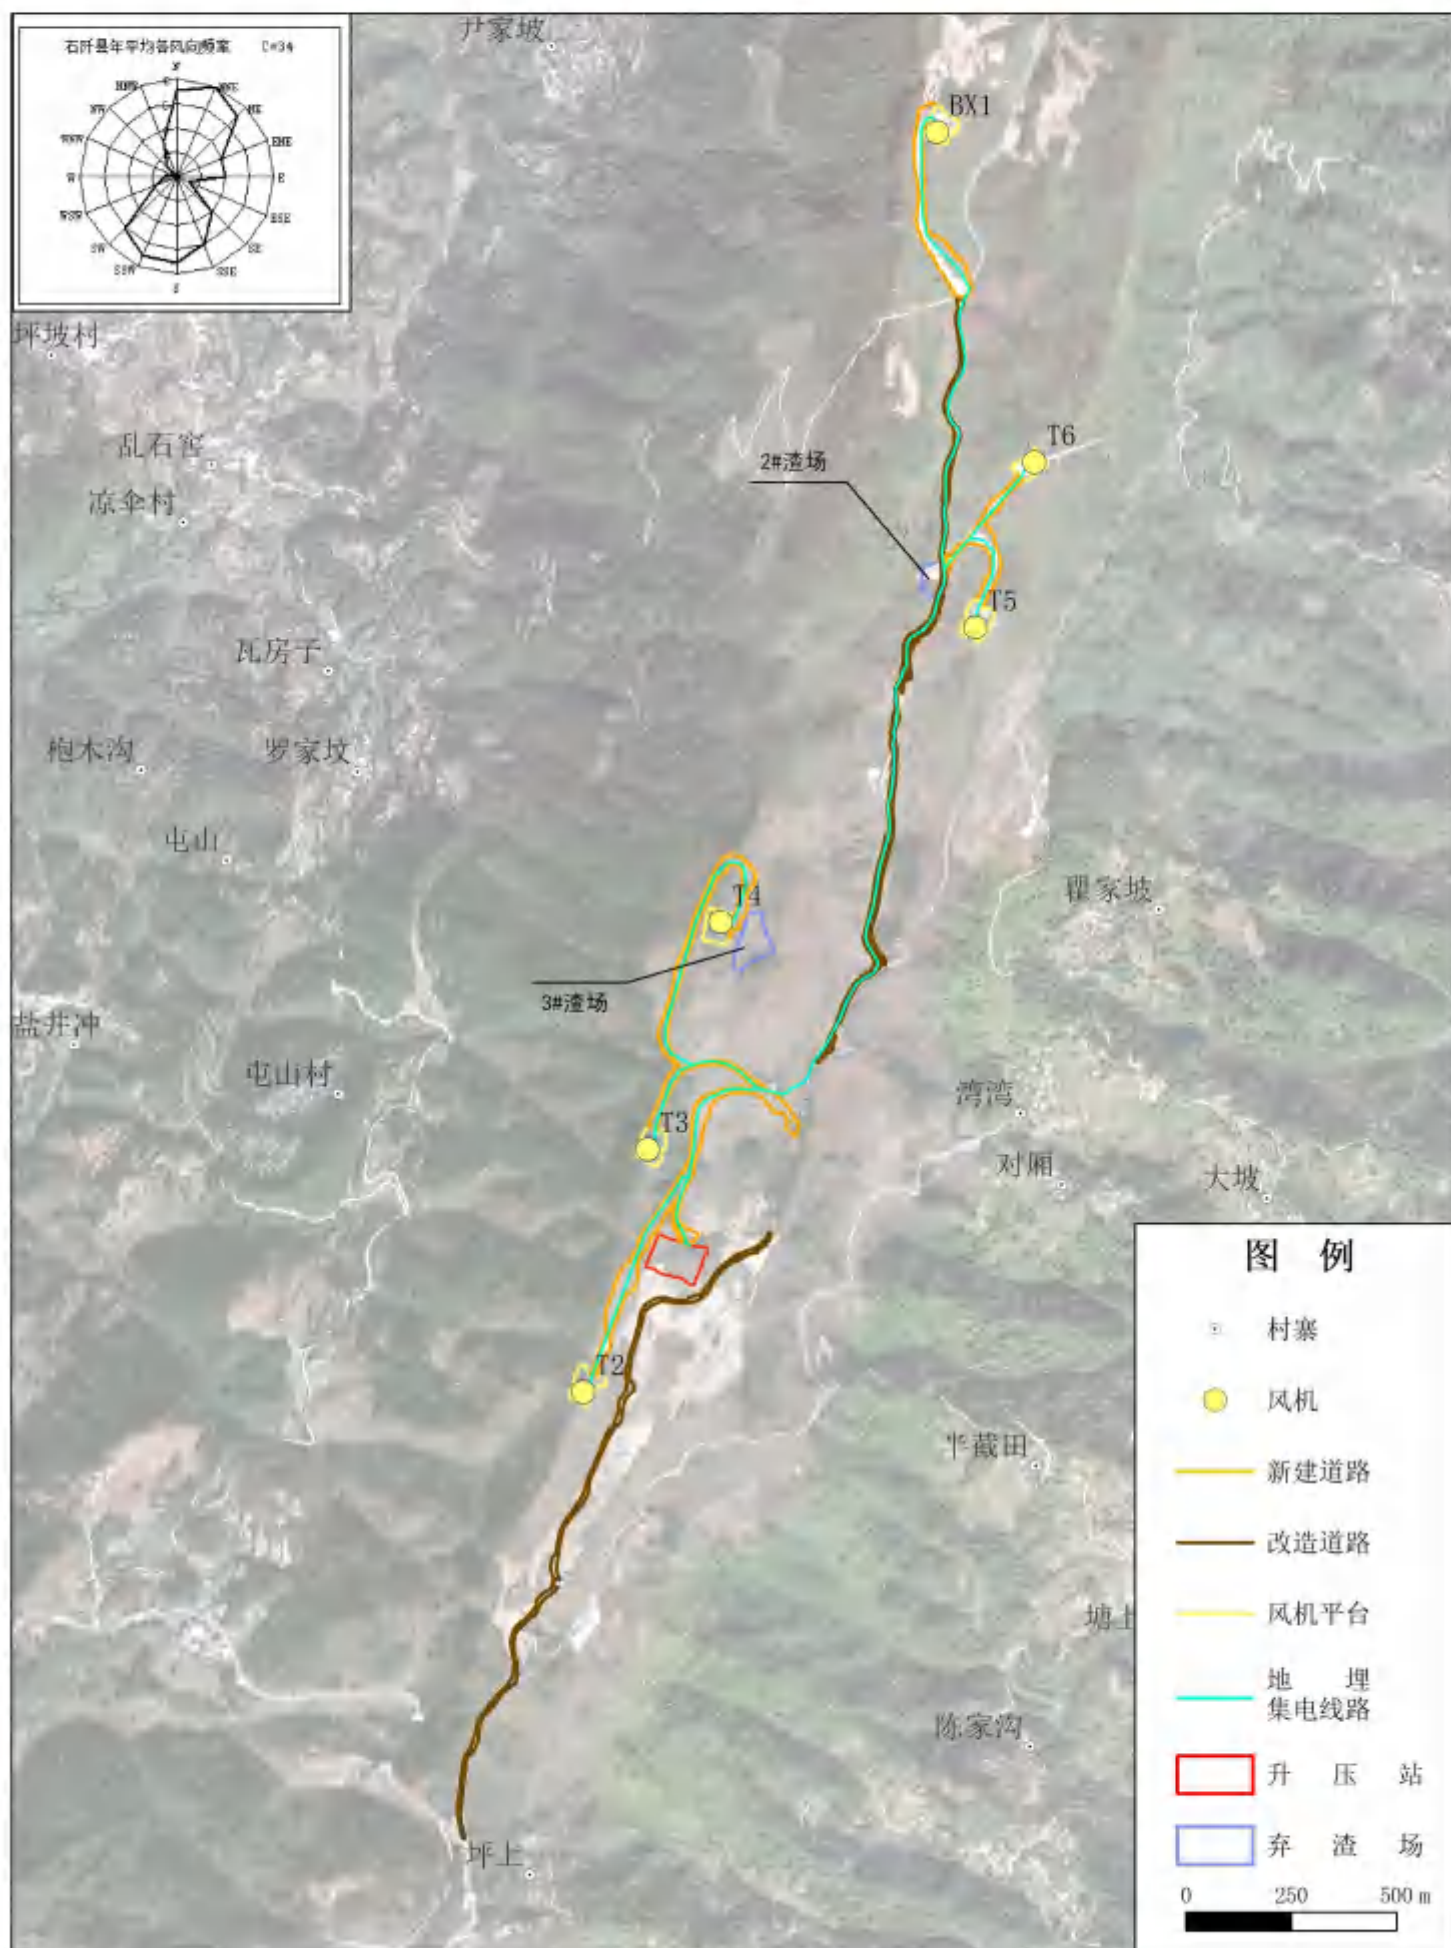 石阡县年平均各风向频率 C=34
N
NNW
NNE
NW
NE
WNW
ENE
W
E
WSW
ESE
SW
SE
SSW
SSE
S
尹家坡
BX1
坪坡村
乱石窖
凉伞村
T6
2#渣场
T5
瓦房子
枹木沟
罗家坟
屯山
瞿家坡
T4
3#渣场
盐井冲
屯山村
湾湾
T3
对厢
大坡
T2
半截田
塘上
陈家沟
坪上
图 例
村寨
风机
新建道路
改造道路
风机平台
地 埋
集电线路
升 压 站
弃 渣 场
0 250 500 m